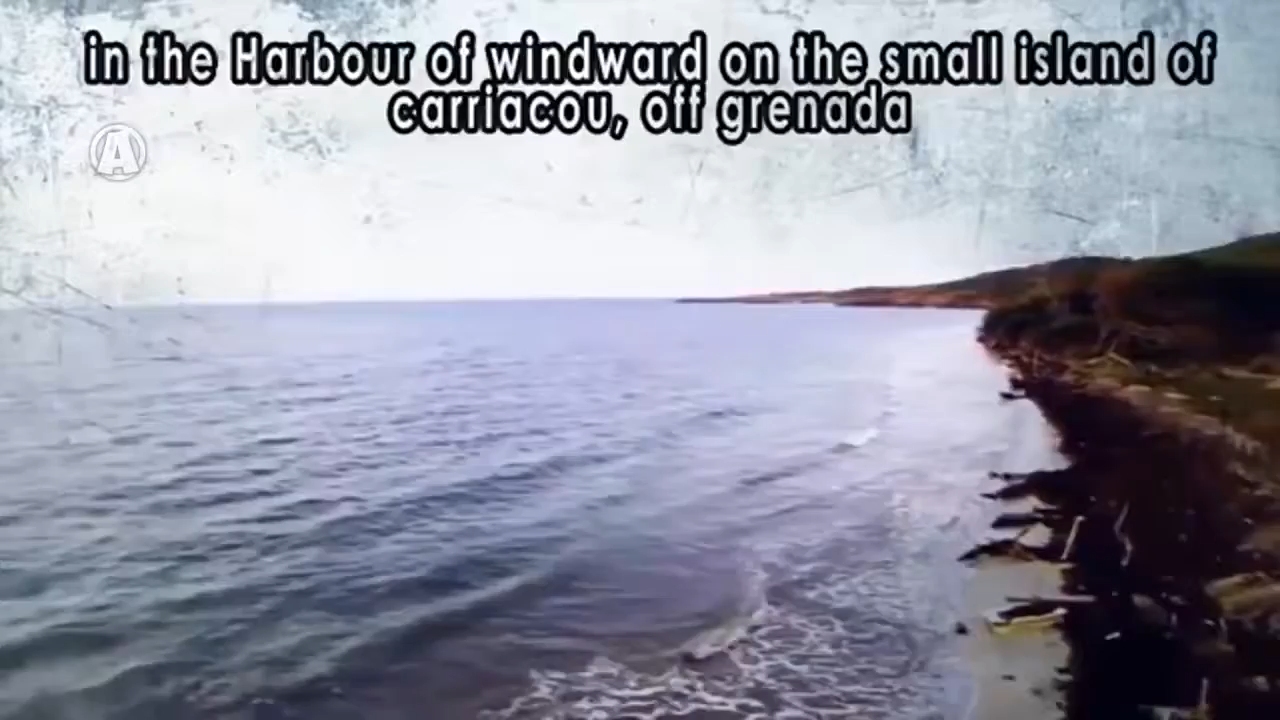 in the Harbour of windward on the small island of
carriacou, off grenada
A